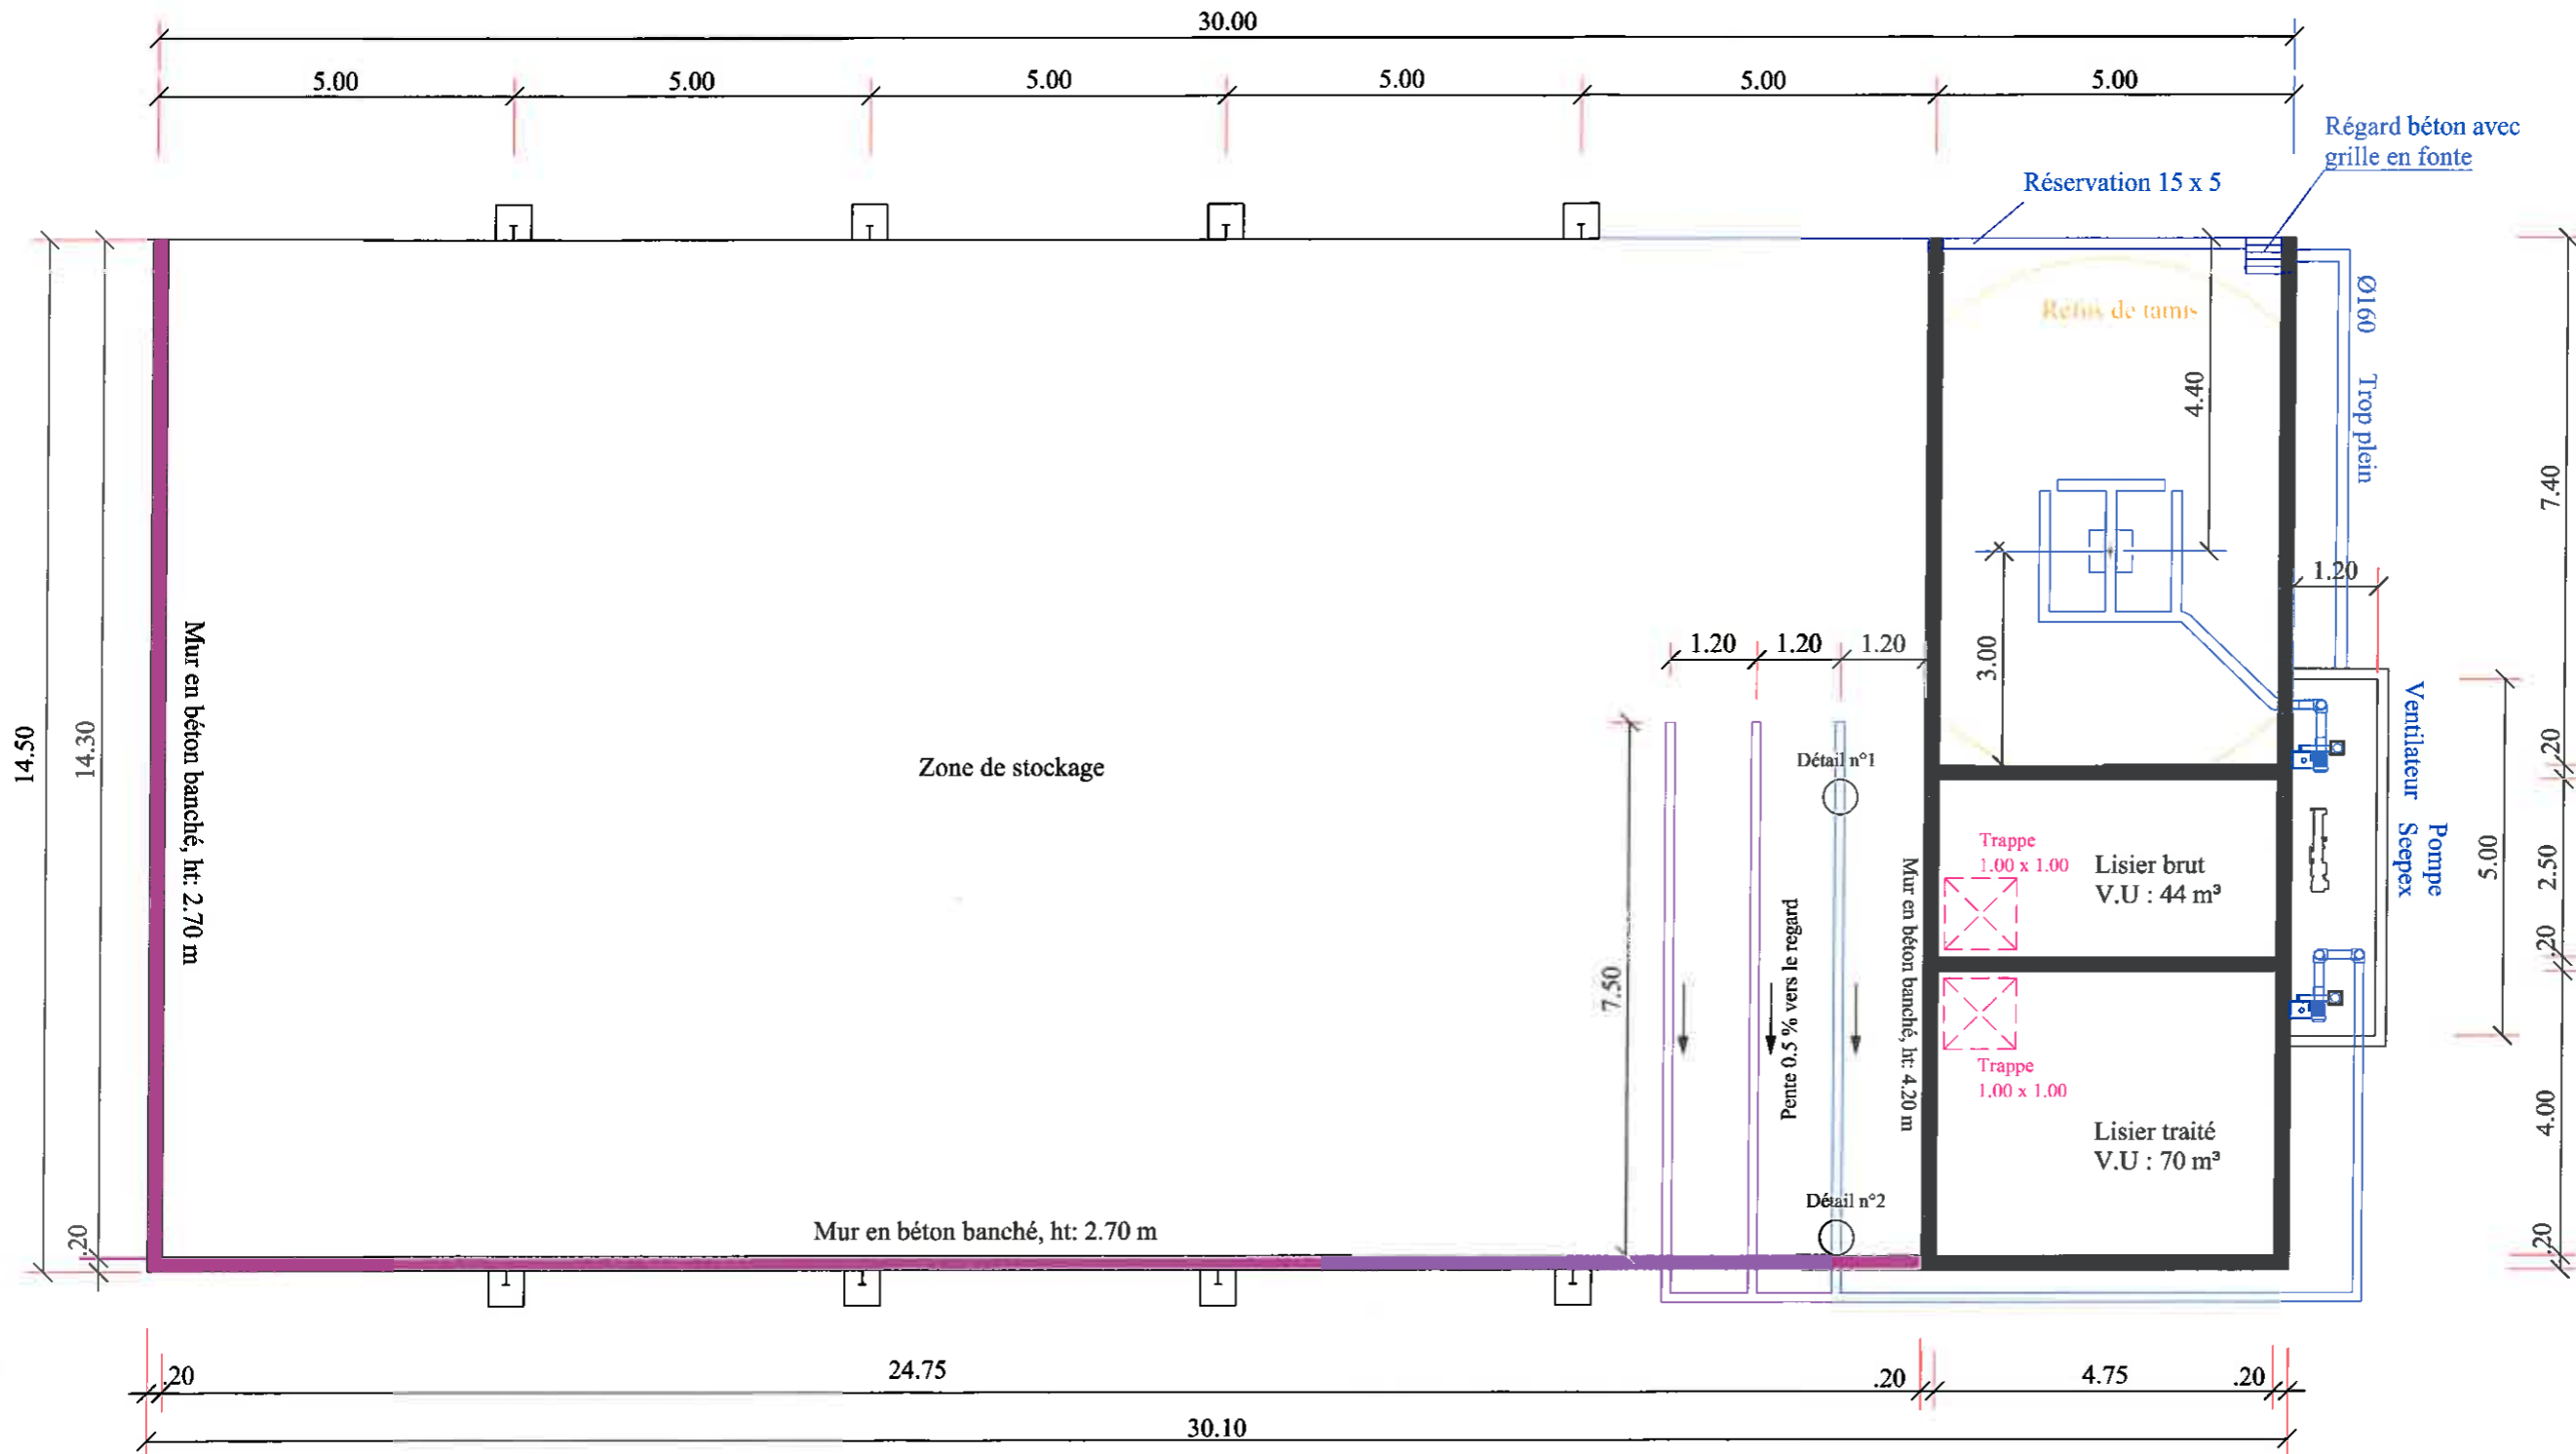 30.00
5.00
5.00
5.00
5.00
5.00
5.00
Régard béton avec
grille en fonte
Réservation 15 x 5
Refus de tamis
Ø160 Trop plein
4.40
7.40
1.20
3.00
1.20
1.20
1.20
14.50
14.30
Mur en béton banché, ht: 2.70 m
Zone de stockage
Détail n°1
Ventilateur
Pompe
Seepex
.20
5.00
2.50
Trappe
1.00 x 1.00
Lisier brut
V.U : 44 m³
Mur en béton banché, ht: 4.20 m
Pente 0.5 % vers le regard
7.50
.20
Trappe
1.00 x 1.00
4.00
Lisier traité
V.U : 70 m³
Détail n°2
Mur en béton banché, ht: 2.70 m
.20
.20
.20
24.75
.20
4.75
.20
30.10